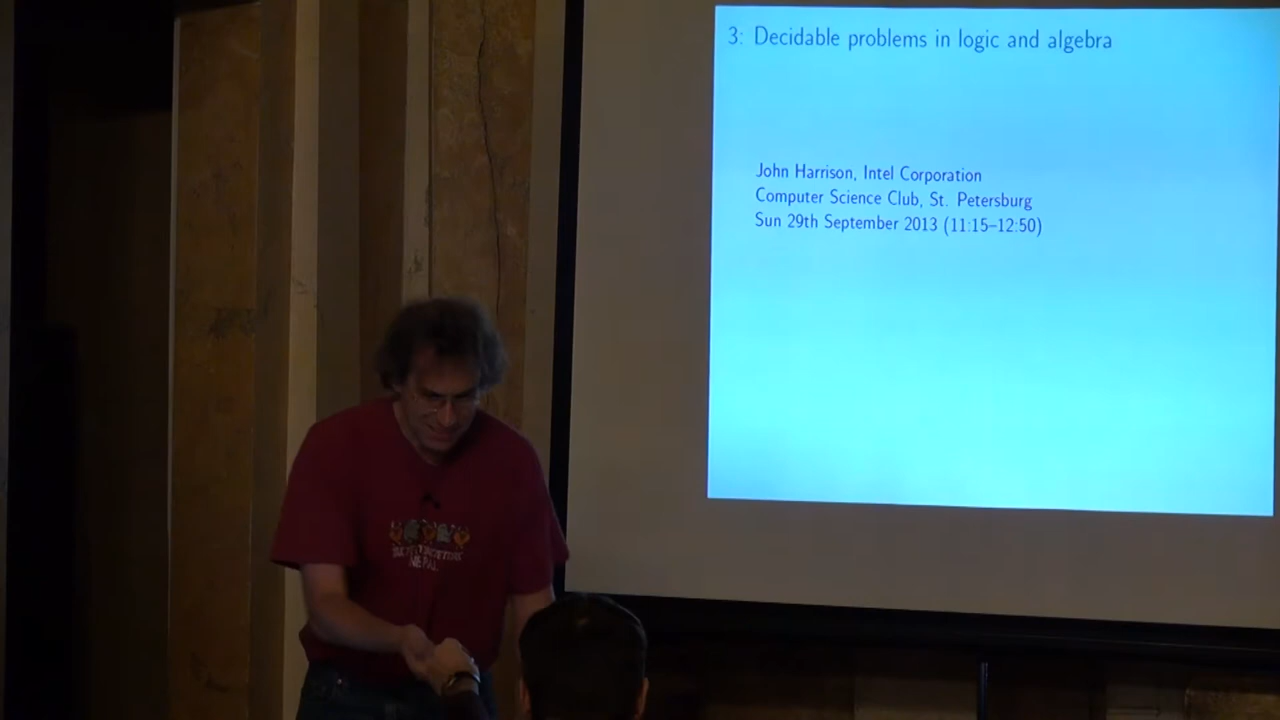 3: Decidable problems in logic and algebra
John Harrison, Intel Corporation
Computer Science Club, St. Petersburg
Sun 29th September 2013 (11:15–12:50)
NEPAL